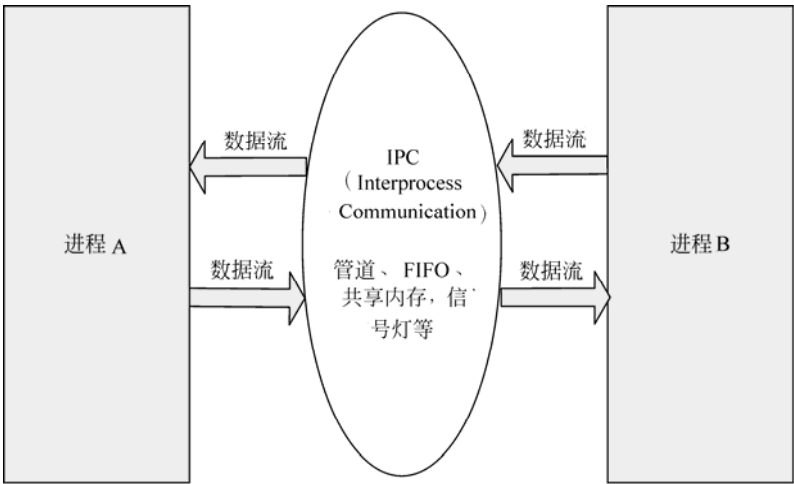 数据流
数据流
IPC
（Interprocess
Communication）
进程 A
进程 B
数据流
管道、FIFO、
数据流
共享内存，信
号灯等